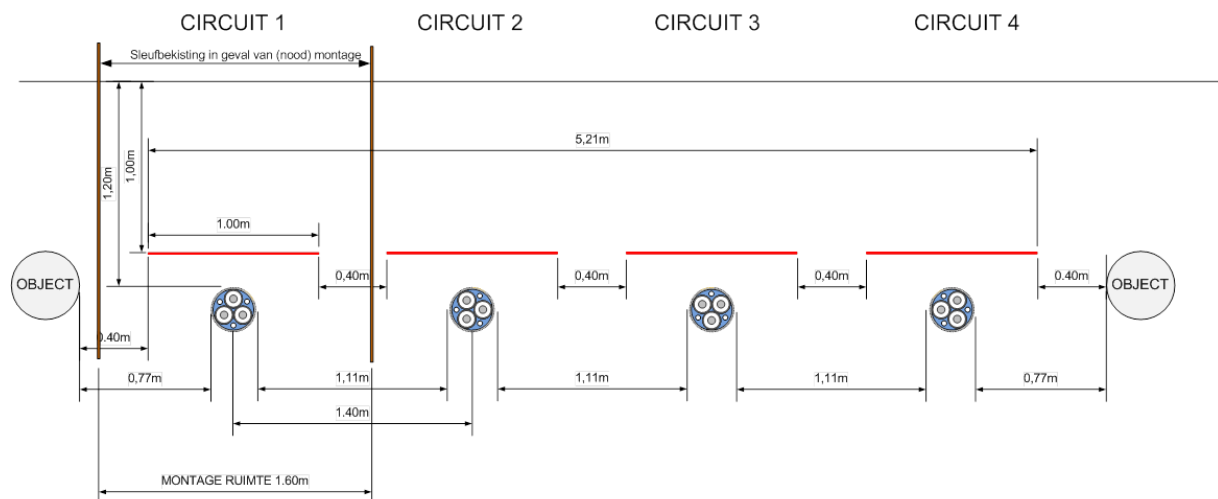 CIRCUIT 1 CIRCUIT 2 CIRCUIT 3 CIRCUIT 4
Sleufbekisting in geval van (nood) montage
5,21m
1,20m
1,00m
1.00m
OBJECT
0,40m
0,40m
0,40m
0.40m
OBJECT
0.40m
0,77m
1,11m
1,11m
1,11m
0,77m
1.40m
MONTAGE RUIMTE 1.60m